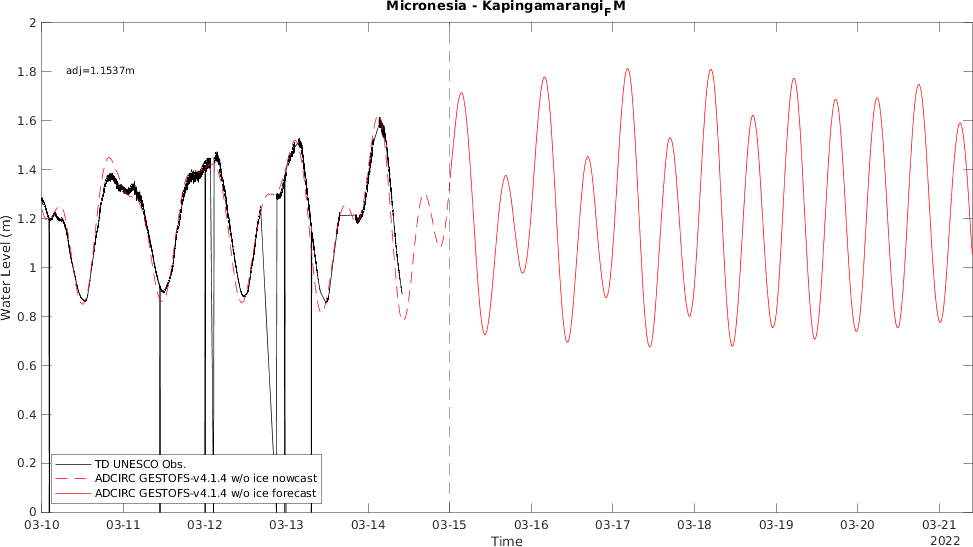 Micronesia - Kapingamarangi_FM
2
1.8
adj=1.1537m
1.6
1.4
1.2
1
0.8
0.6
0.4
0.2
0
Water Level (m)
TD UNESCO Obs.
ADCIRC GESTOFS-v4.1.4 w/o ice nowcast
ADCIRC GESTOFS-v4.1.4 w/o ice forecast
03-10 03-11 03-12 03-13 03-14 03-15 03-16 03-17 03-18 03-19 03-20 03-21
Time
2022